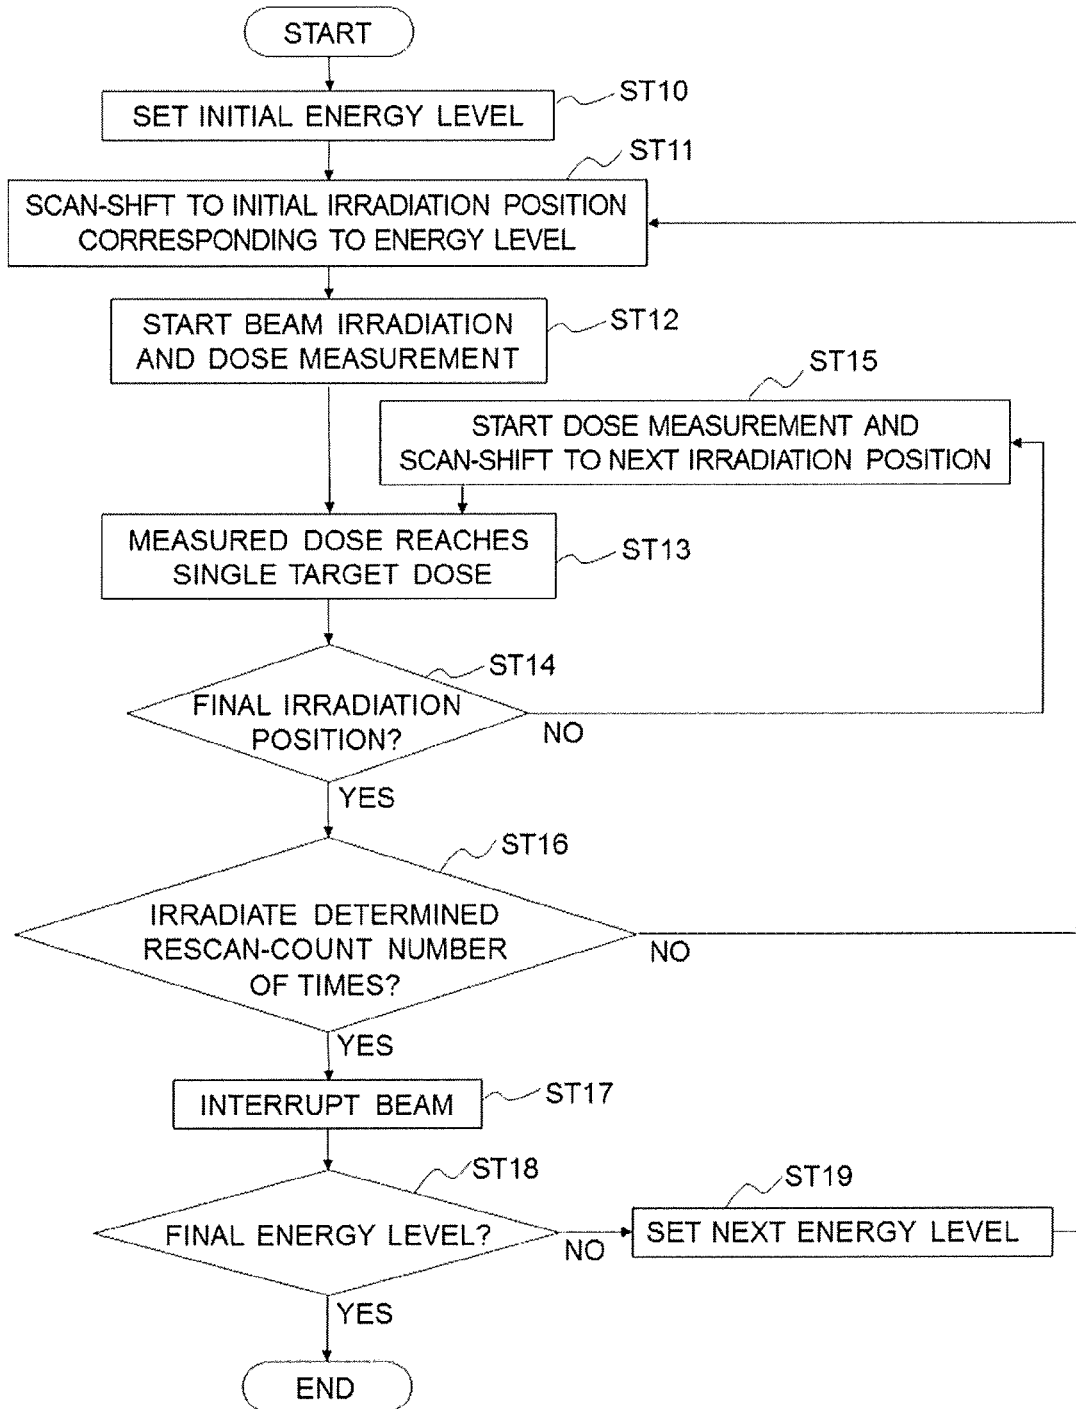 START
SET INITIAL ENERGY LEVEL
ST10
ST11
SCAN-SHFT TO INITIAL IRRADIATION POSITION
CORRESPONDING TO ENERGY LEVEL
START BEAM IRRADIATION
AND DOSE MEASUREMENT
ST12
ST15
START DOSE MEASUREMENT AND
SCAN-SHIFT TO NEXT IRRADIATION POSITION
MEASURED DOSE REACHES
SINGLE TARGET DOSE
ST13
ST14
FINAL IRRADIATION
POSITION?
NO
YES
ST16
IRRADIATE DETERMINED
RESCAN-COUNT NUMBER
OF TIMES?
NO
YES
INTERRUPT BEAM
ST17
ST18
FINAL ENERGY LEVEL?
NO
ST19
SET NEXT ENERGY LEVEL
YES
END